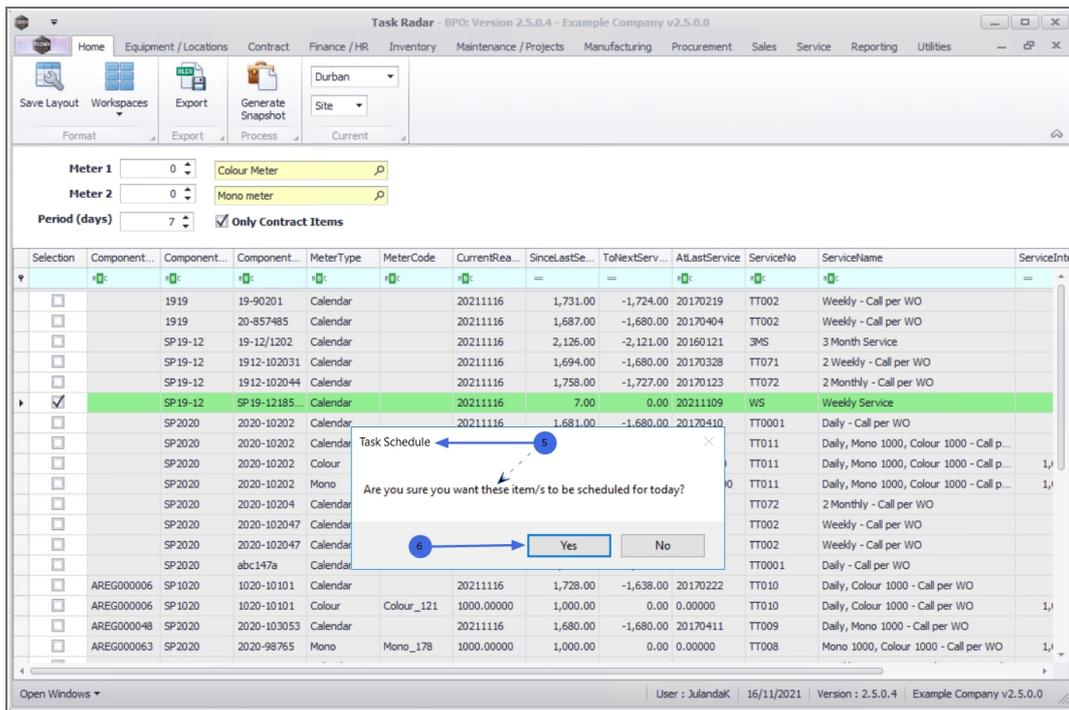 Task Radar - BPO: Version 2.5.0.4 - Example Company v2.5.0.0
Home Equipment / Locations Contract Finance / HR Inventory Maintenance / Projects Manufacturing Procurement Sales Service Reporting Utilities
Save Layout Workspaces Export Generate Snapshot Durban Site
Format Export Process Current
Meter 1 0 Colour Meter
Meter 2 0 Mono meter
Period (days) 7 Only Contract Items
Selection Component... Component... Component... MeterType MeterCode CurrentRea... SinceLastSe... ToNextServ... AtLastService ServiceNo ServiceName ServiceInte
1919 19-90201 Calendar 20211116 1,731.00 -1,724.00 20170219 TT002 Weekly - Call per WO
1919 20-857485 Calendar 20211116 1,687.00 -1,680.00 20170404 TT002 Weekly - Call per WO
SP19-12 19-12/1202 Calendar 20211116 2,126.00 -2,121.00 20160121 3MS 3 Month Service
SP19-12 1912-102031 Calendar 20211116 1,694.00 -1,680.00 20170328 TT071 2 Weekly - Call per WO
SP19-12 1912-102044 Calendar 20211116 1,758.00 -1,727.00 20170123 TT072 2 Monthly - Call per WO
SP19-12 SP19-12185... Calendar 20211116 7.00 0.00 20211109 WS Weekly Service
SP2020 2020-10202 Calendar 20211116 1,681.00 -1,680.00 20170410 TT0001 Daily - Call per WO
SP2020 2020-10202 Calendar TT011 Daily, Mono 1000, Colour 1000 - Call p...
SP2020 2020-10202 Colour TT011 Daily, Mono 1000, Colour 1000 - Call p... 1,
SP2020 2020-10202 Mono TT011 Daily, Mono 1000, Colour 1000 - Call p... 1,
SP2020 2020-10204 Calendar TT072 2 Monthly - Call per WO
SP2020 2020-102047 Calendar TT002 Weekly - Call per WO
SP2020 2020-102047 Calendar TT002 Weekly - Call per WO
SP2020 abc147a Calendar TT0001 Daily - Call per WO
Task Schedule 5
Are you sure you want these item/s to be scheduled for today?
6 Yes No
AREG000006 SP1020 1020-10101 Calendar 20211116 1,728.00 -1,638.00 20170222 TT010 Daily, Colour 1000 - Call per WO
AREG000006 SP1020 1020-10101 Colour Colour_121 1000.00000 1,000.00 0.00 0.00000 TT010 Daily, Colour 1000 - Call per WO 1,
AREG000048 SP2020 2020-103053 Calendar 20211116 1,680.00 -1,680.00 20170411 TT009 Daily, Mono 1000 - Call per WO
AREG000063 SP2020 2020-98765 Mono Mono_178 1000.00000 1,000.00 0.00 0.00000 TT008 Mono 1000, Colour 1000 - Call per WO 1,
Open Windows User : JulandaK 16/11/2021 Version : 2.5.0.4 Example Company v2.5.0.0